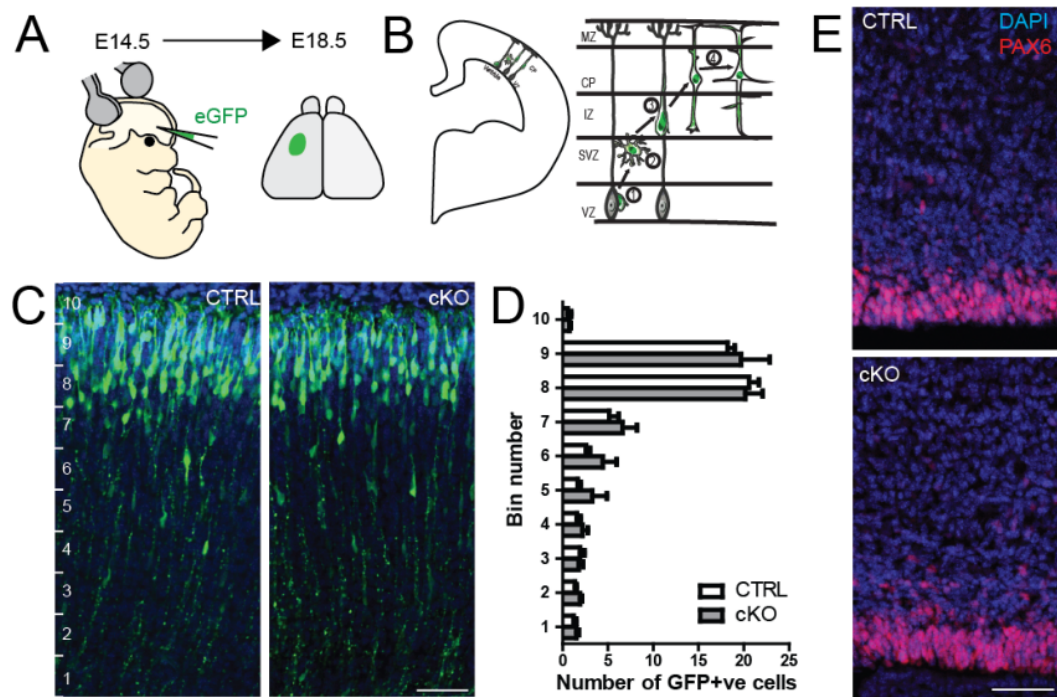 A
E14.5
E18.5
eGFP
B
MZ
CP
IZ
SVZ
VZ
1
2
3
4
C
CTRL
cKO
10
9
8
7
6
5
4
3
2
1
D
Bin number
10
9
8
7
6
5
4
3
2
1
CTRL
cKO
0 5 10 15 20 25
Number of GFP+ve cells
E
CTRL
DAPI
PAX6
cKO